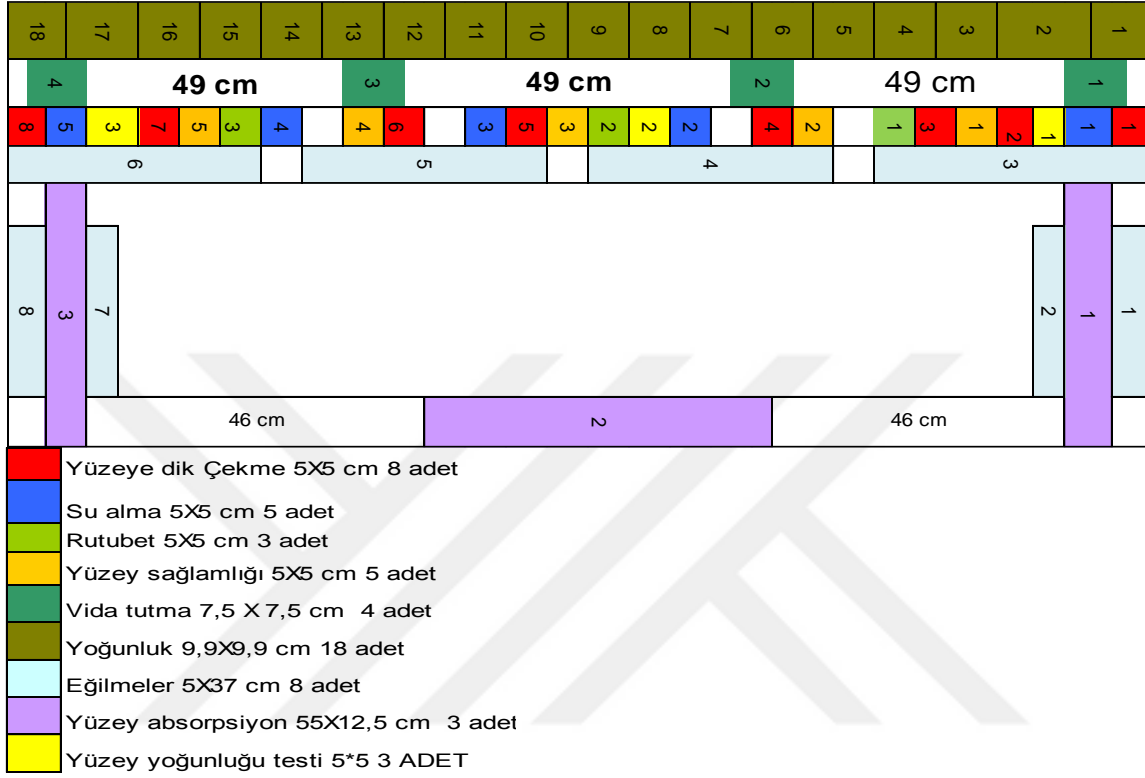 18 17 16 15 14 13 12 11 10 9 8 7 6 5 4 3 2 1
4 49 cm 3 49 cm 2 49 cm 1
8 5 3 7 5 3 4 4 6 3 5 3 2 2 2 4 2 1 3 1 2 1 1 1
6 5 4 3
8 3 7 2 1 1
46 cm 2 46 cm
Yüzeye dik Çekme 5X5 cm 8 adet
Su alma 5X5 cm 5 adet
Rutubet 5X5 cm 3 adet
Yüzey sağlamlığı 5X5 cm 5 adet
Vida tutma 7,5 X 7,5 cm 4 adet
Yoğunluk 9,9X9,9 cm 18 adet
Eğilmeler 5X37 cm 8 adet
Yüzey absorpsiyon 55X12,5 cm 3 adet
Yüzey yoğunluğu testi 5*5 3 ADET